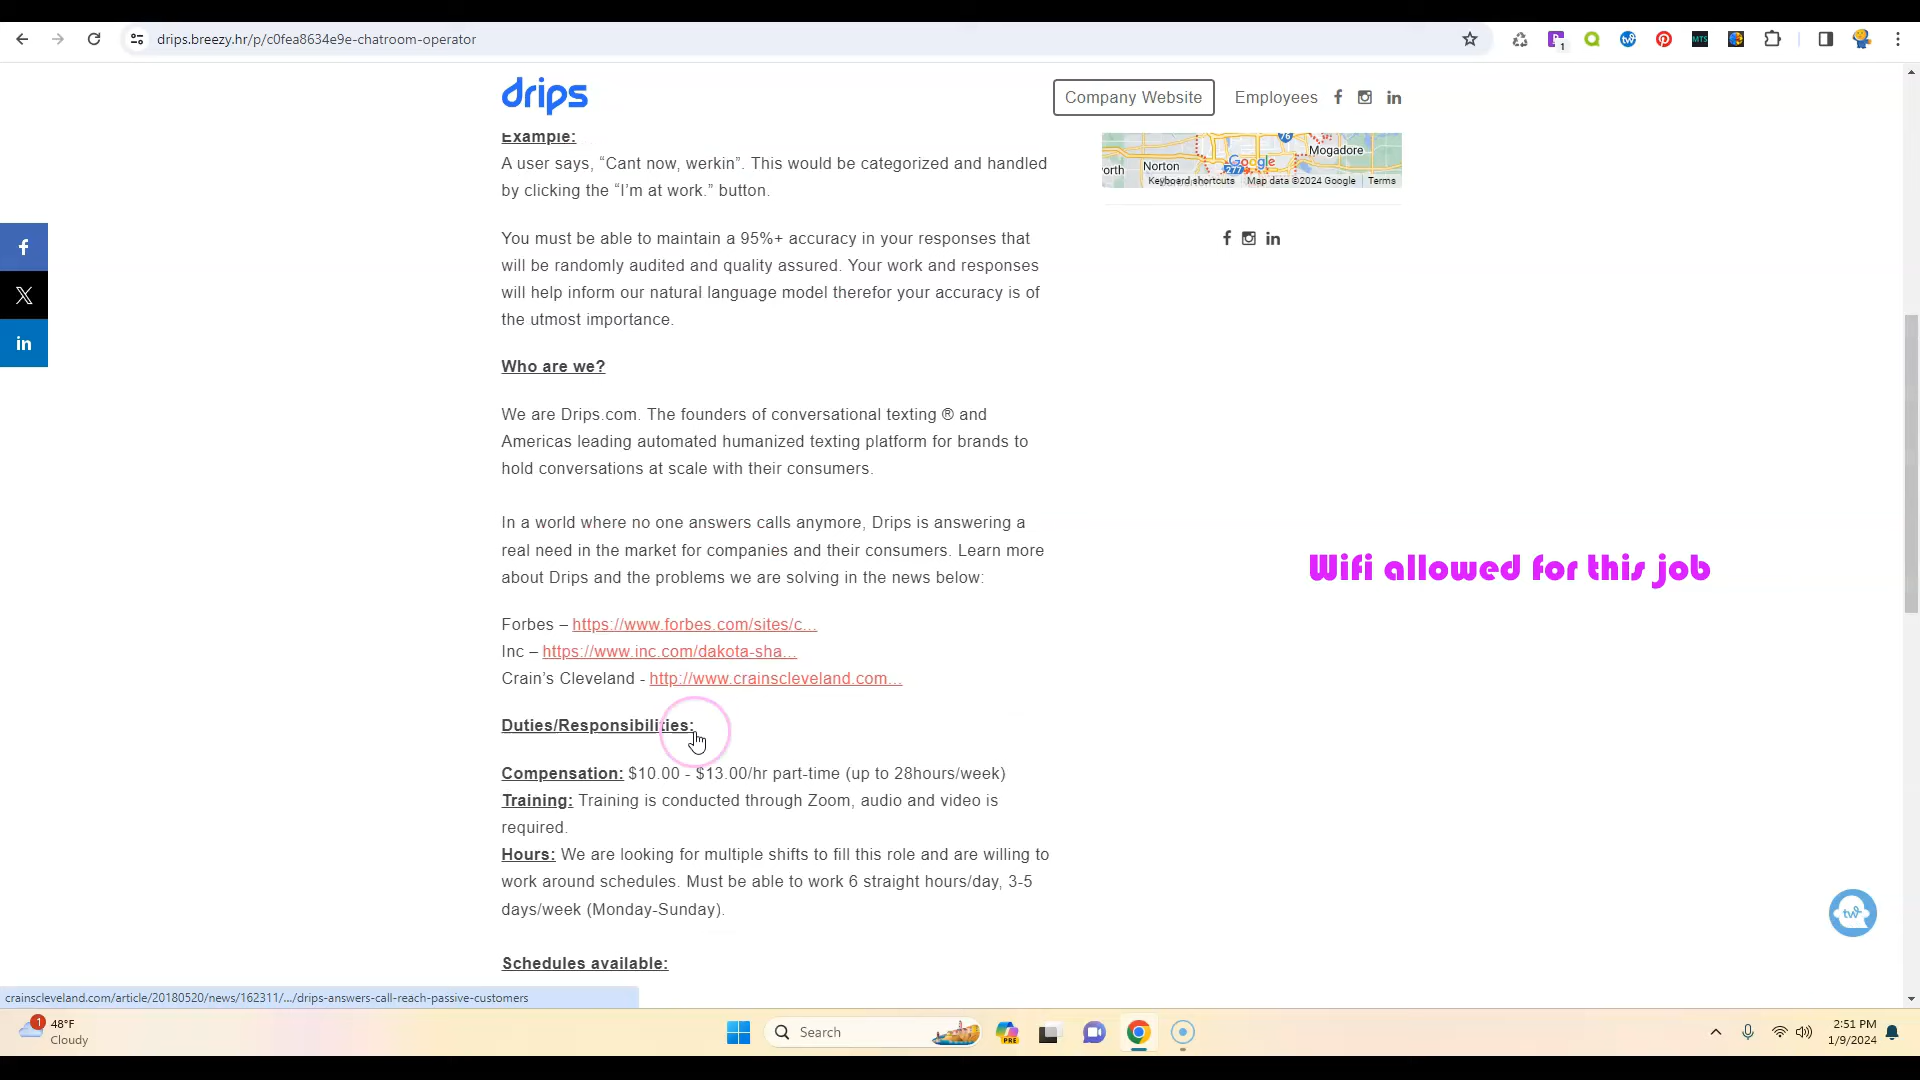 drips.breezy.hr/p/c0fea8634e9e-chatroom-operator
1
MTS
drips
Company Website
Employees
Example:
A user says, “Cant now, werkin”. This would be categorized and handled
by clicking the “I’m at work.” button.
76
Mogadore
Norton
orth
Google
277
Keyboard shortcuts
Map data ©2024 Google
Terms
You must be able to maintain a 95%+ accuracy in your responses that
will be randomly audited and quality assured. Your work and responses
will help inform our natural language model therefor your accuracy is of
the utmost importance.
Who are we?
We are Drips.com. The founders of conversational texting ® and
Americas leading automated humanized texting platform for brands to
hold conversations at scale with their consumers.
In a world where no one answers calls anymore, Drips is answering a
real need in the market for companies and their consumers. Learn more
about Drips and the problems we are solving in the news below:
Wifi allowed for this job
Forbes – https://www.forbes.com/sites/c...
Inc – https://www.inc.com/dakota-sha...
Crain’s Cleveland - http://www.crainscleveland.com...
Duties/Responsibilities:
Compensation: $10.00 - $13.00/hr part-time (up to 28hours/week)
Training: Training is conducted through Zoom, audio and video is
required.
Hours: We are looking for multiple shifts to fill this role and are willing to
work around schedules. Must be able to work 6 straight hours/day, 3-5
days/week (Monday-Sunday).
Schedules available:
crainscleveland.com/article/20180520/news/162311/.../drips-answers-call-reach-passive-customers
1
48°F
Cloudy
Search
PRE
2:51 PM
1/9/2024